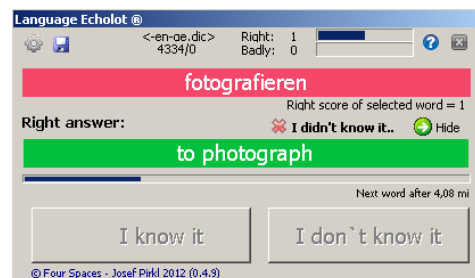 Language Echolot ®
<-en-ge.dic> Right: 1
4334/0 Badly: 0
fotografieren
Right score of selected word = 1
Right answer: I didn't know it.. Hide
to photograph
Next word after 4,08 mi
I know it I don`t know it
© Four Spaces - Josef Pirkl 2012 (0.4.9)